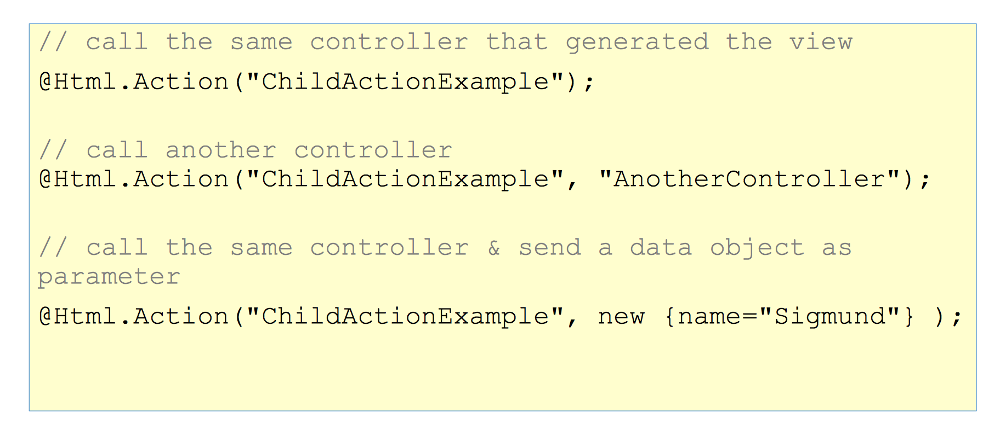 // call the same controller that generated the view
@Html.Action("ChildActionExample");
// call another controller
@Html.Action("ChildActionExample", "AnotherController");
// call the same controller & send a data object as
parameter
@Html.Action("ChildActionExample", new {name="Sigmund"} );